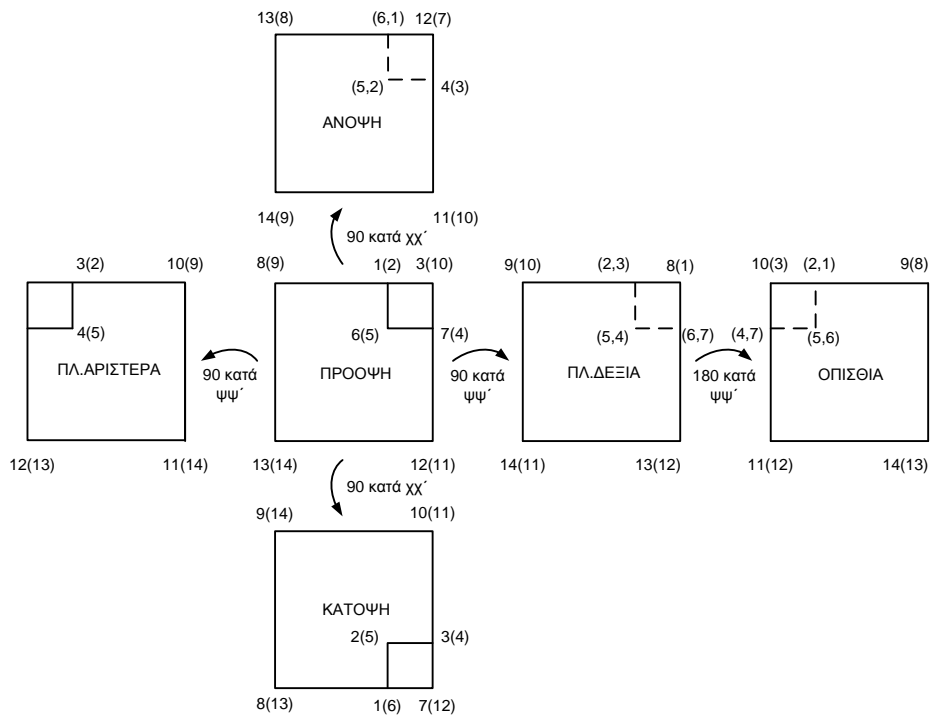 13(8) (6,1) 12(7)
(5,2) 4(3)
ΑΝΟΨΗ
14(9) 11(10)
90 κατά χχ΄
3(2) 10(9) 8(9) 1(2) 3(10) 9(10) (2,3) 8(1) 10(3) (2,1) 9(8)
4(5) 6(5) 7(4) (5,4) (6,7) (4,7) (5,6)
ΠΛ.ΑΡΙΣΤΕΡΑ 90 κατά ΠΡΟΟΨΗ 90 κατά ΠΛ.ΔΕΞΙΑ 180 κατά ΟΠΙΣΘΙΑ
ψψ΄ ψψ΄ ψψ΄
12(13) 11(14) 13(14) 12(11) 14(11) 13(12) 11(12) 14(13)
90 κατά χχ΄
9(14) 10(11)
ΚΑΤΟΨΗ
2(5) 3(4)
8(13) 1(6) 7(12)